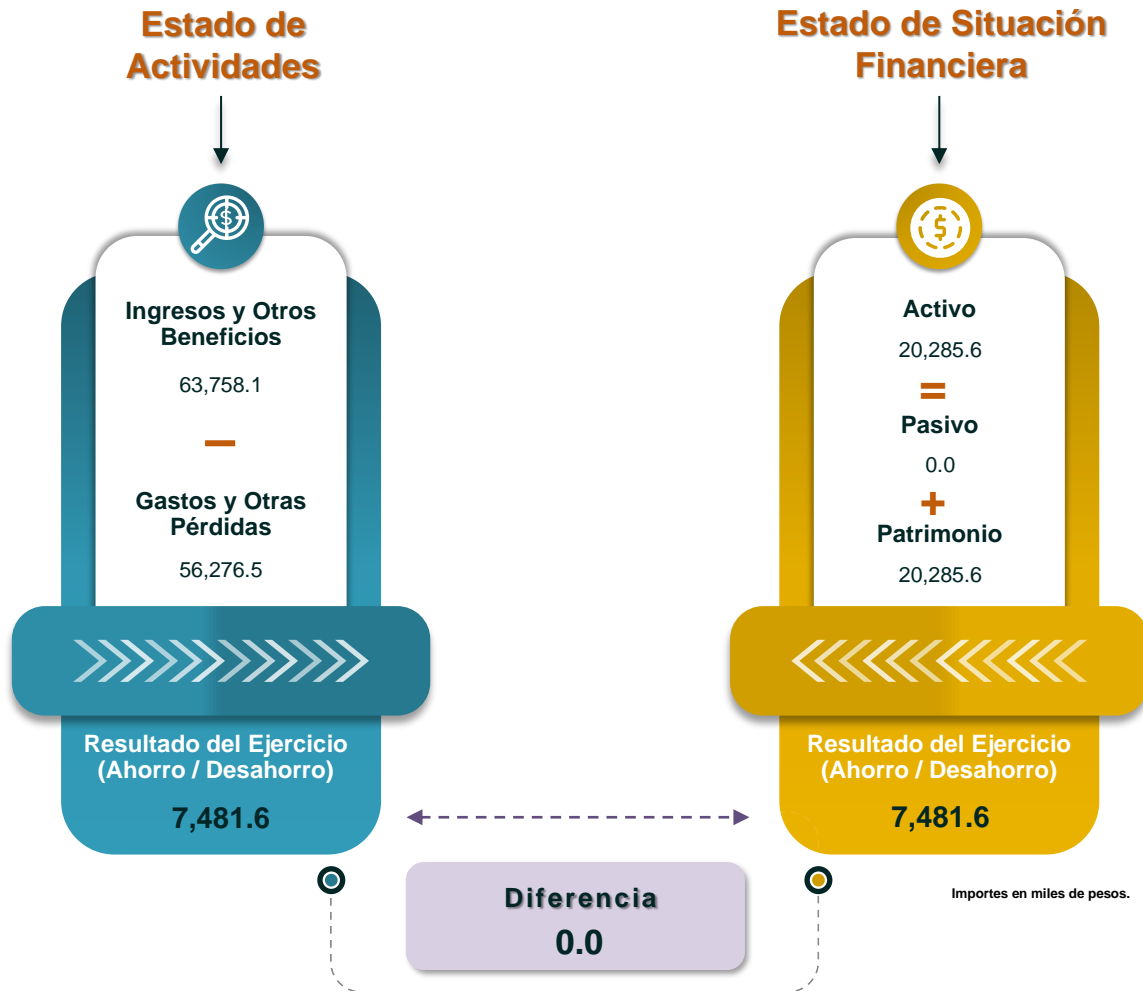 Estado de
Actividades
Ingresos y Otros
Beneficios
63,758.1
–
Gastos y Otras
Pérdidas
56,276.5
Resultado del Ejercicio
(Ahorro / Desahorro)
7,481.6
Estado de Situación
Financiera
Activo
20,285.6
=
Pasivo
0.0
+
Patrimonio
20,285.6
Resultado del Ejercicio
(Ahorro / Desahorro)
7,481.6
Diferencia
0.0
Importes en miles de pesos.